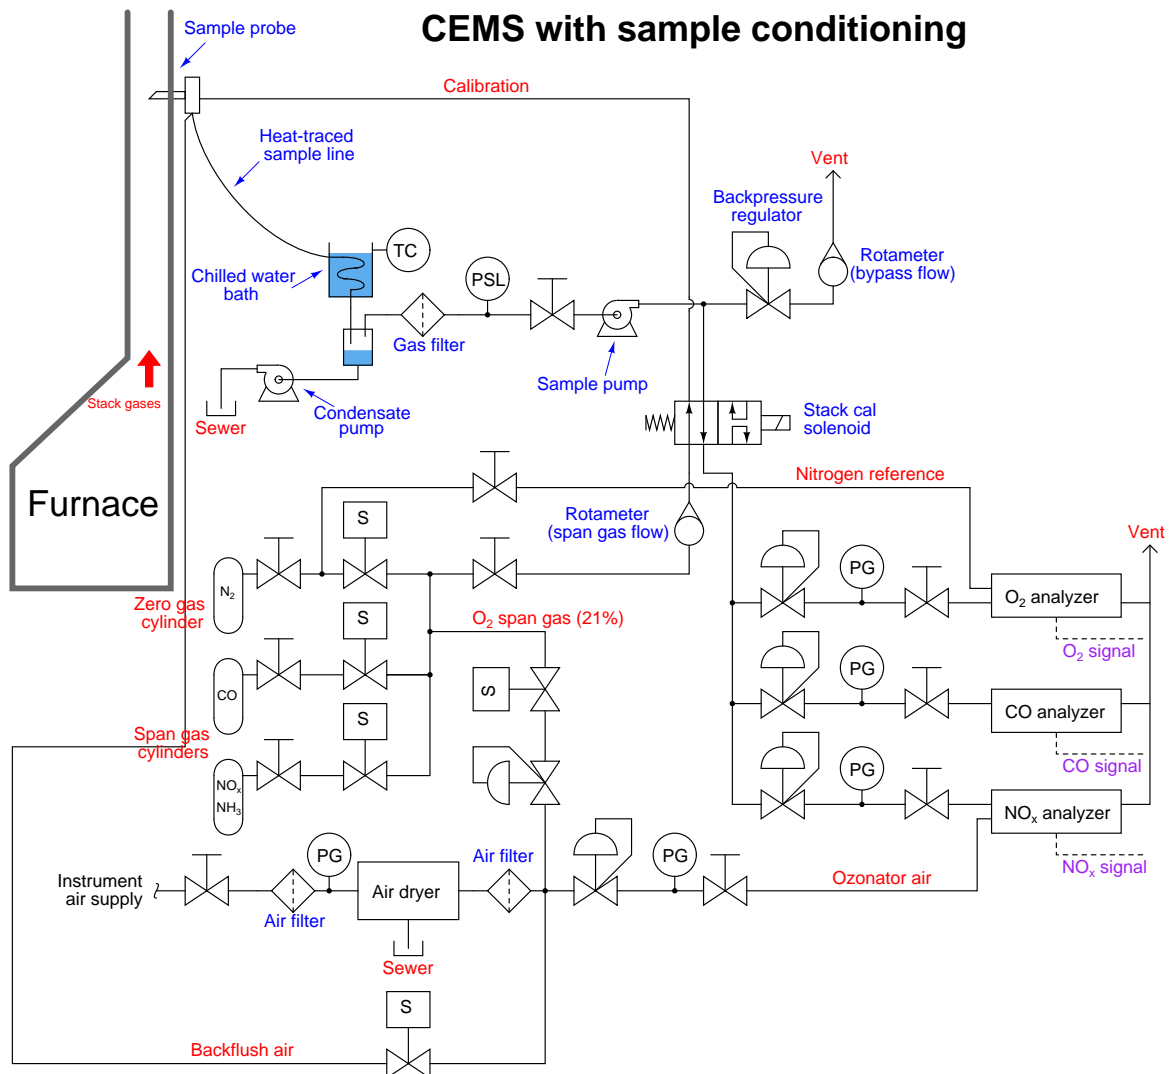 CEMS with sample conditioning
Sample probe
Calibration
Heat-traced
sample line
Vent
Backpressure
regulator
Rotameter
(bypass flow)
TC
Chilled water
bath
PSL
Gas filter
Sample pump
Stack gases
Sewer
Condensate
pump
Stack cal
solenoid
Furnace
Nitrogen reference
S
Rotameter
(span gas flow)
Vent
N₂
Zero gas
cylinder
PG
O₂ analyzer
O₂ signal
S
O₂ span gas (21%)
CO
S
PG
CO analyzer
CO signal
Span gas
cylinders
S
NOₓ
NH₃
PG
NOₓ analyzer
NOₓ signal
Instrument
air supply
Air filter
PG
Air dryer
Air filter
PG
Ozonator air
Sewer
S
Backflush air